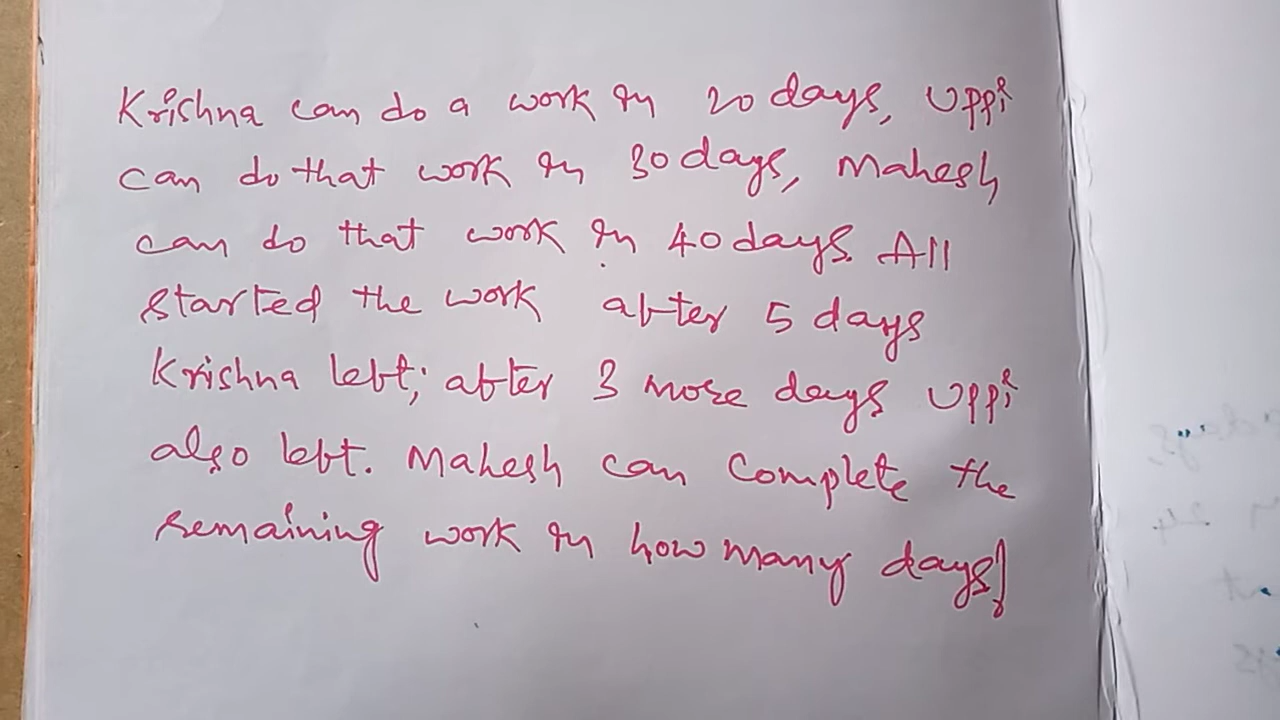 Krishna can do a work in 20 days, Uppi
can do that work in 30 days, Mahesh
can do that work in 40 days. All
started the work after 5 days
Krishna left; after 3 more days Uppi
also left. Mahesh can complete the
remaining work in how many days?